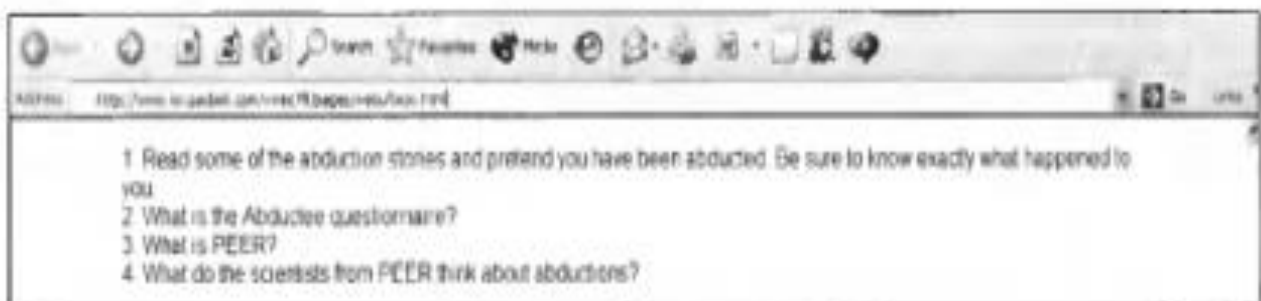 Search Favorites Media
Address
Go Links
1 Read some of the abduction stories and pretend you have been abducted. Be sure to know exactly what happened to
you.
2 What is the Abductee questionnaire?
3 What is PEER?
4 What do the scientists from PEER think about abductions?